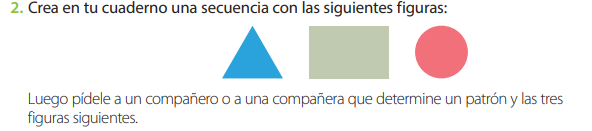 2. Crea en tu cuaderno una secuencia con las siguientes figuras:
Luego pídele a un compañero o a una compañera que determine un patrón y las tres
figuras siguientes.